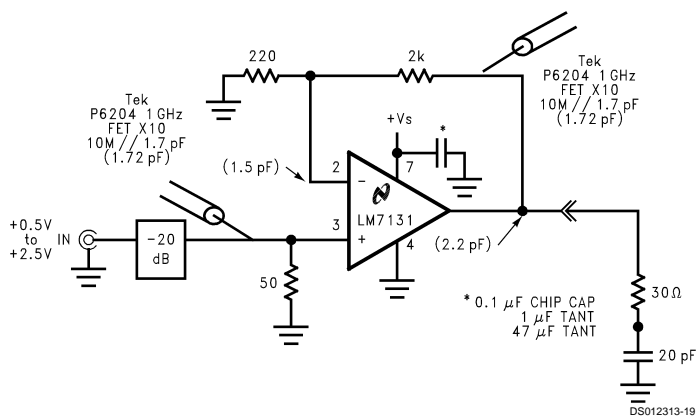 220
2k
Tek
P6204 1GHz
FET X10
10M // 1.7 pF
(1.72 pF)
Tek
P6204 1GHz
FET X10
10M // 1.7 pF
(1.72 pF)
+Vs
*
(1.5 pF)
2
7
-
LM7131
3
+
4
(2.2 pF)
+0.5V
to
+2.5V
IN
-20
dB
50
30Ω
* 0.1 μF CHIP CAP
1 μF TANT
47 μF TANT
20 pF
DS012313-19